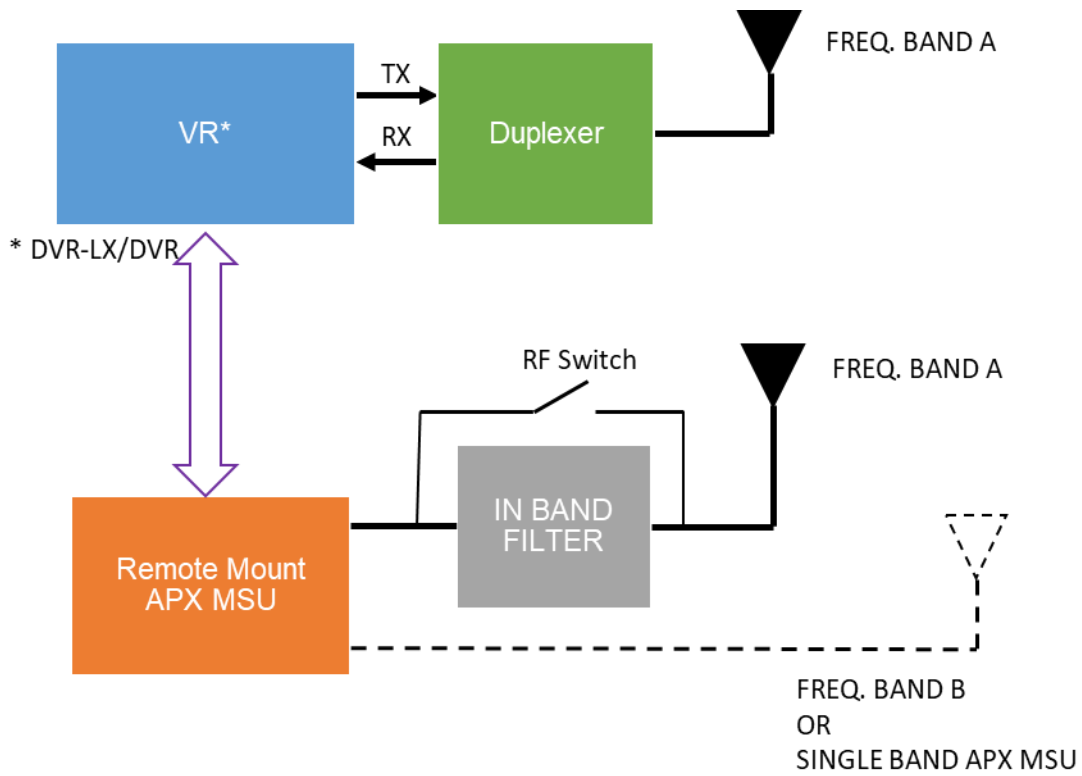 FREQ. BAND A
TX
VR*
RX
Duplexer
* DVR-LX/DVR
RF Switch
FREQ. BAND A
IN BAND
FILTER
Remote Mount
APX MSU
FREQ. BAND B
OR
SINGLE BAND APX MSU